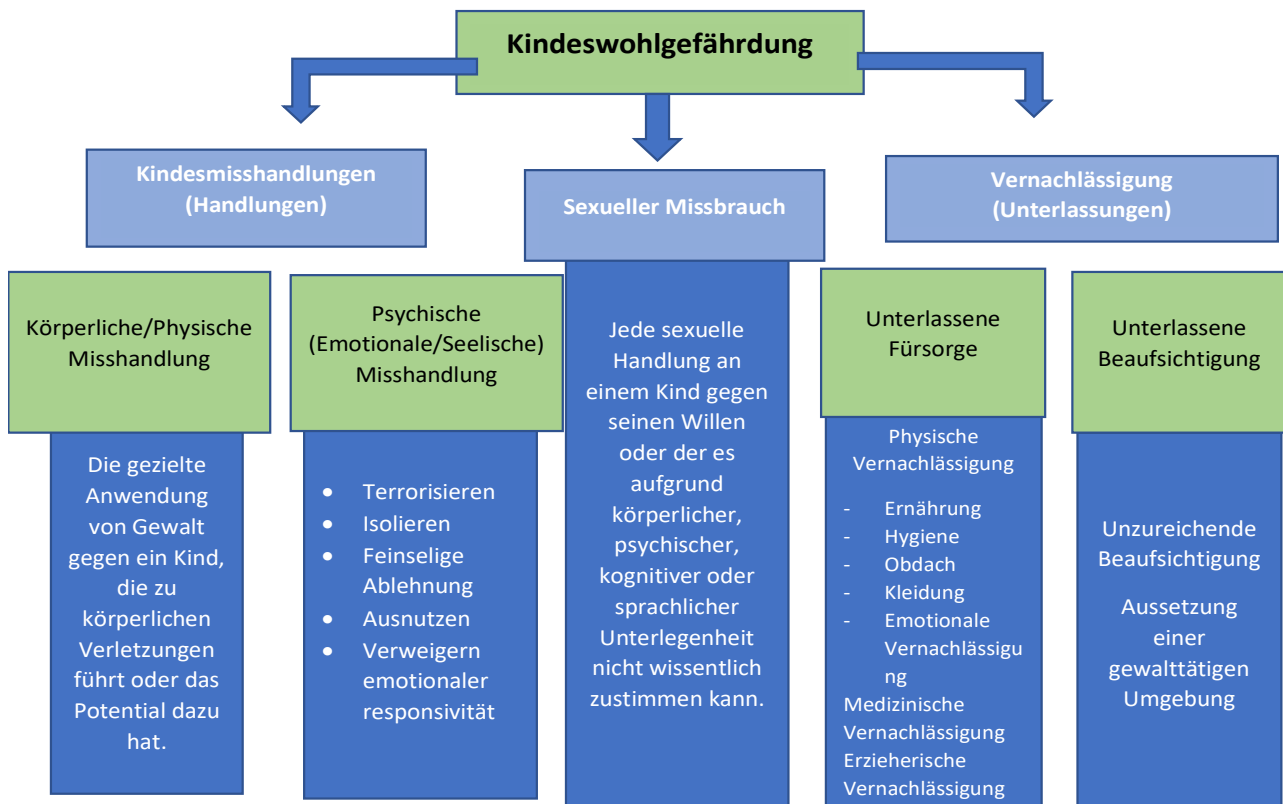 Kindeswohlgefährdung
Kindesmisshandlungen
(Handlungen)
Sexueller Missbrauch
Vernachlässigung
(Unterlassungen)
Körperliche/Physische
Misshandlung
Die gezielte
Anwendung
von Gewalt
gegen ein Kind,
die zu
körperlichen
Verletzungen
führt oder das
Potential dazu
hat.
Psychische
(Emotionale/Seelische)
Misshandlung
• Terrorisieren
• Isolieren
• Feinselige
Ablehnung
• Ausnutzen
• Verweigern
emotionaler
responsivität
Jede sexuelle
Handlung an
einem Kind gegen
seinen Willen
oder der es
aufgrund
körperlicher,
psychischer,
kognitiver oder
sprachlicher
Unterlegenheit
nicht wissentlich
zustimmen kann.
Unterlassene
Fürsorge
Physische
Vernachlässigung
- Ernährung
- Hygiene
- Obdach
- Kleidung
- Emotionale
Vernachlässigu
ng
Medizinische
Vernachlässigung
Erzieherische
Vernachlässigung
Unterlassene
Beaufsichtigung
Unzureichende
Beaufsichtigung
Aussetzung
einer
gewalttätigen
Umgebung